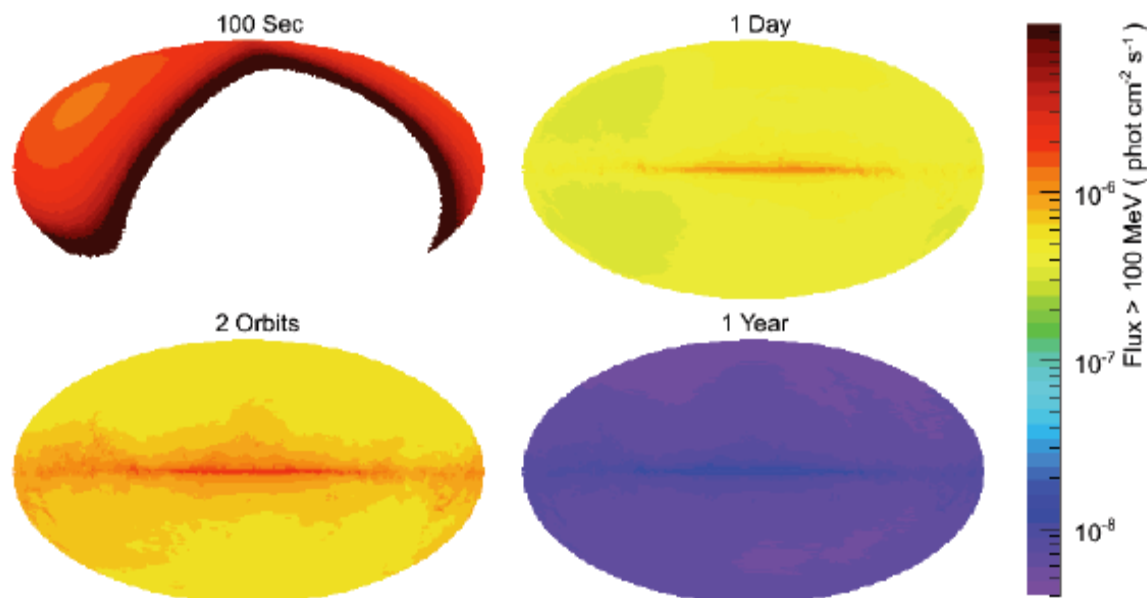 100 Sec
1 Day
2 Orbits
1 Year
10⁻⁶
10⁻⁷
10⁻⁸
Flux > 100 MeV ( phot cm⁻² s⁻¹ )